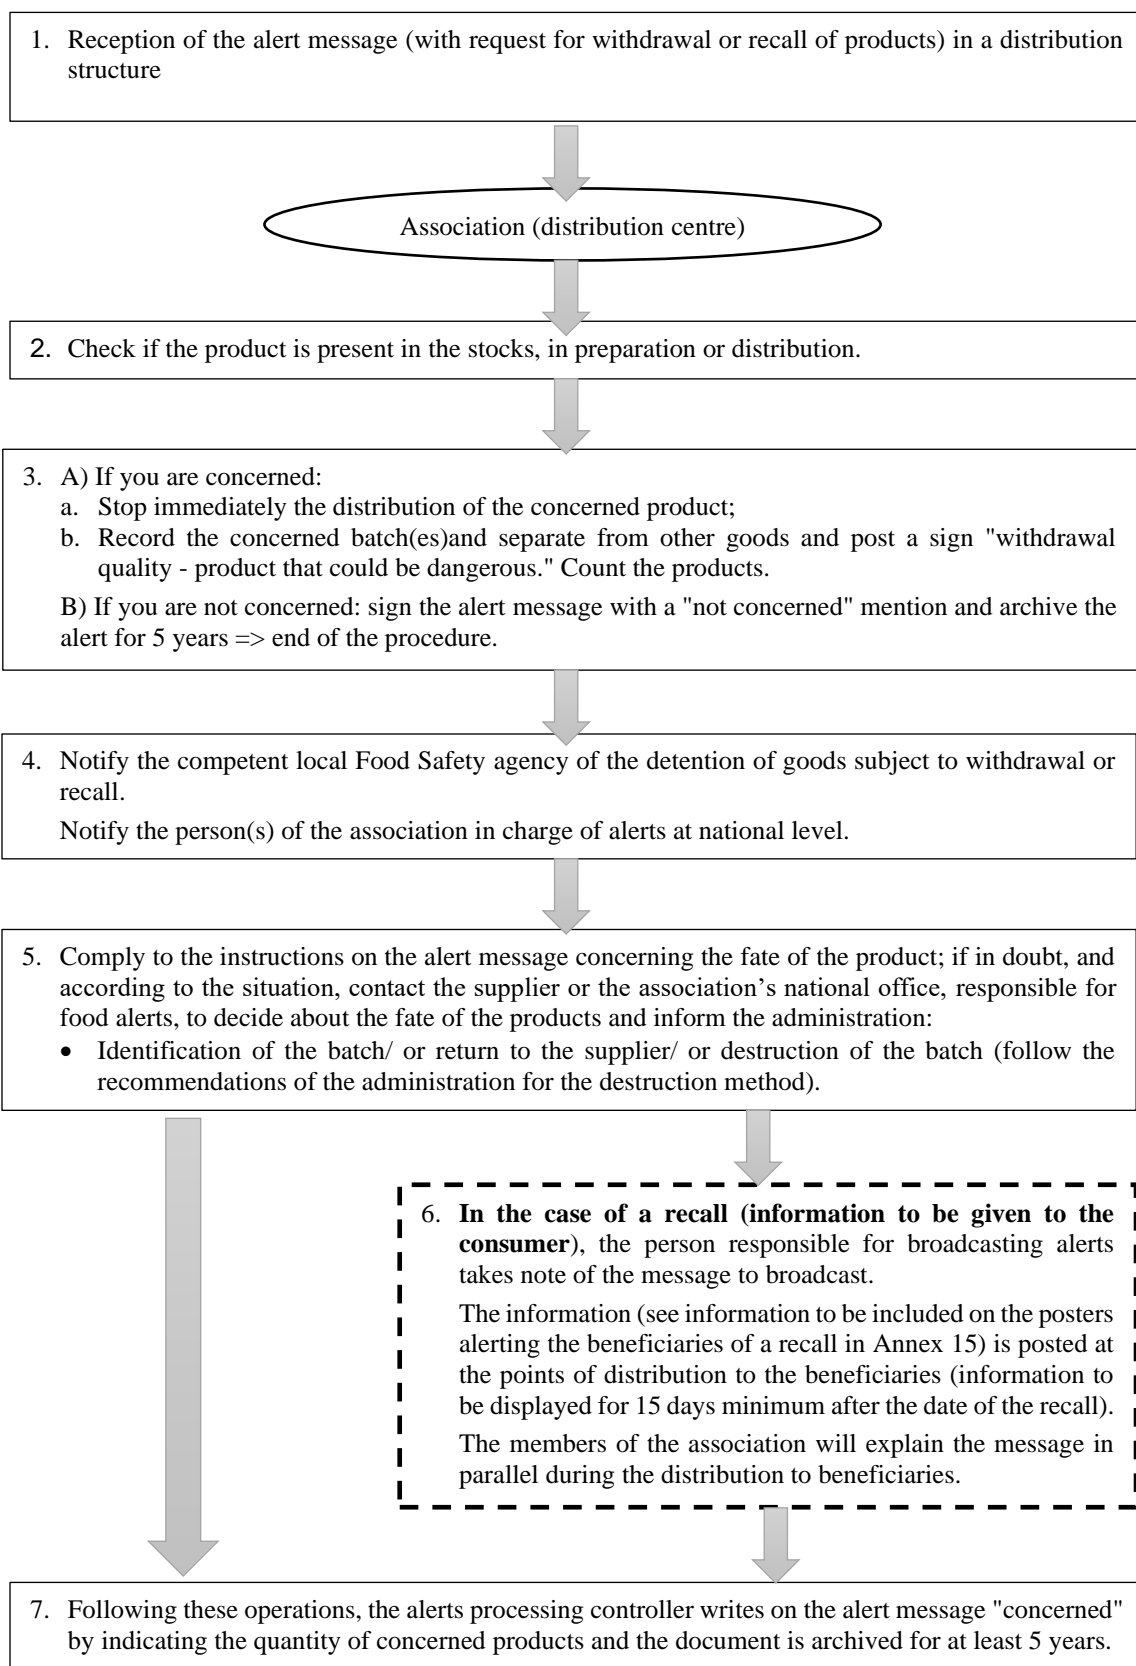 1. Reception of the alert message (with request for withdrawal or recall of products) in a distribution
structure
Association (distribution centre)
2. Check if the product is present in the stocks, in preparation or distribution.
3. A) If you are concerned:
a. Stop immediately the distribution of the concerned product;
b. Record the concerned batch(es)and separate from other goods and post a sign "withdrawal
quality - product that could be dangerous." Count the products.
B) If you are not concerned: sign the alert message with a "not concerned" mention and archive the
alert for 5 years => end of the procedure.
4. Notify the competent local Food Safety agency of the detention of goods subject to withdrawal or
recall.
Notify the person(s) of the association in charge of alerts at national level.
5. Comply to the instructions on the alert message concerning the fate of the product; if in doubt, and
according to the situation, contact the supplier or the association's national office, responsible for
food alerts, to decide about the fate of the products and inform the administration:
• Identification of the batch/ or return to the supplier/ or destruction of the batch (follow the
recommendations of the administration for the destruction method).
6. In the case of a recall (information to be given to the
consumer), the person responsible for broadcasting alerts
takes note of the message to broadcast.
The information (see information to be included on the posters
alerting the beneficiaries of a recall in Annex 15) is posted at
the points of distribution to the beneficiaries (information to
be displayed for 15 days minimum after the date of the recall).
The members of the association will explain the message in
parallel during the distribution to beneficiaries.
7. Following these operations, the alerts processing controller writes on the alert message "concerned"
by indicating the quantity of concerned products and the document is archived for at least 5 years.